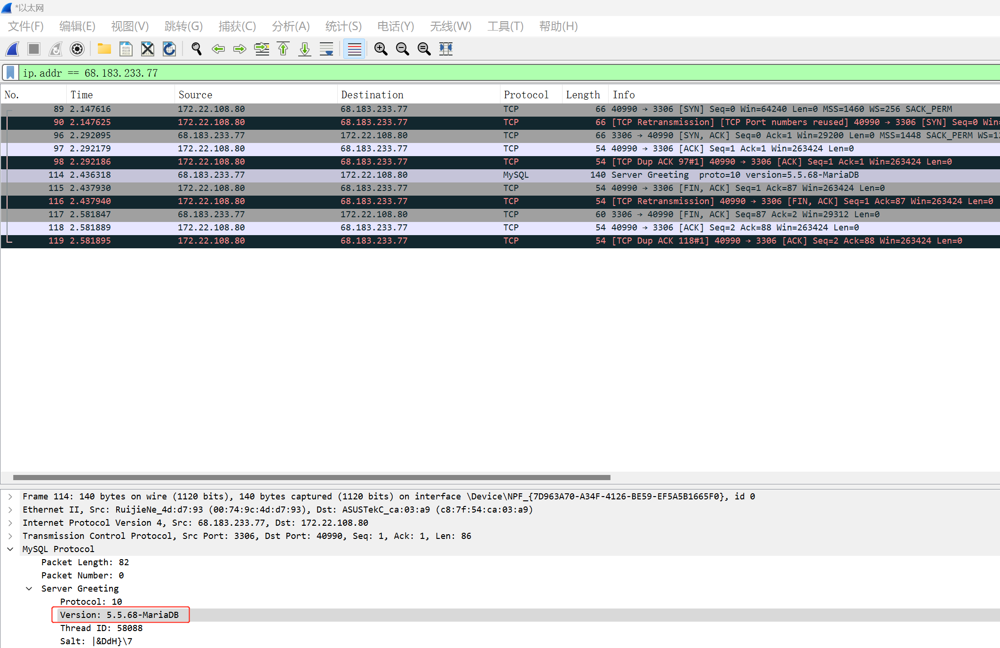 *以太网
文件(F) 编辑(E) 视图(V) 跳转(G) 捕获(C) 分析(A) 统计(S) 电话(Y) 无线(W) 工具(T) 帮助(H)
ip.addr == 68.183.233.77
No. Time Source Destination Protocol Length Info
89 2.147616 172.22.108.80 68.183.233.77 TCP 66 40990 → 3306 [SYN] Seq=0 Win=64240 Len=0 MSS=1460 WS=256 SACK_PERM
90 2.147625 172.22.108.80 68.183.233.77 TCP 66 [TCP Retransmission] [TCP Port numbers reused] 40990 → 3306 [SYN] Seq=0 Win=
96 2.292095 68.183.233.77 172.22.108.80 TCP 66 3306 → 40990 [SYN, ACK] Seq=0 Ack=1 Win=29200 Len=0 MSS=1448 SACK_PERM
97 2.292179 172.22.108.80 68.183.233.77 TCP 54 40990 → 3306 [ACK] Seq=1 Ack=1 Win=263424 Len=0
98 2.292186 172.22.108.80 68.183.233.77 TCP 54 [TCP Dup ACK 97#1] 40990 → 3306 [ACK] Seq=1 Ack=1 Win=263424 Len=0
114 2.436318 68.183.233.77 172.22.108.80 MySQL 140 Server Greeting proto=10 version=5.5.68-MariaDB
115 2.437930 172.22.108.80 68.183.233.77 TCP 54 40990 → 3306 [FIN, ACK] Seq=1 Ack=87 Win=263424 Len=0
116 2.437940 172.22.108.80 68.183.233.77 TCP 54 [TCP Retransmission] 40990 → 3306 [FIN, ACK] Seq=1 Ack=87 Win=263424 Len=0
117 2.581847 68.183.233.77 172.22.108.80 TCP 60 3306 → 40990 [FIN, ACK] Seq=87 Ack=2 Win=29312 Len=0
118 2.581889 172.22.108.80 68.183.233.77 TCP 54 40990 → 3306 [ACK] Seq=2 Ack=88 Win=263424 Len=0
119 2.581895 172.22.108.80 68.183.233.77 TCP 54 [TCP Dup ACK 118#1] 40990 → 3306 [ACK] Seq=2 Ack=88 Win=263424 Len=0
Frame 114: 140 bytes on wire (1120 bits), 140 bytes captured (1120 bits) on interface \Device\NPF_{7D963A70-A34F-4126-BE59-EF5A5B1665F0}, id 0
Ethernet II, Src: RuijieNe_4d:d7:93 (00:74:9c:4d:d7:93), Dst: ASUSTekC_ca:03:a9 (c8:7f:54:ca:03:a9)
Internet Protocol Version 4, Src: 68.183.233.77, Dst: 172.22.108.80
Transmission Control Protocol, Src Port: 3306, Dst Port: 40990, Seq: 1, Ack: 1, Len: 86
MySQL Protocol
Packet Length: 82
Packet Number: 0
Server Greeting
Protocol: 10
Version: 5.5.68-MariaDB
Thread ID: 58088
Salt: |&DdH}\7